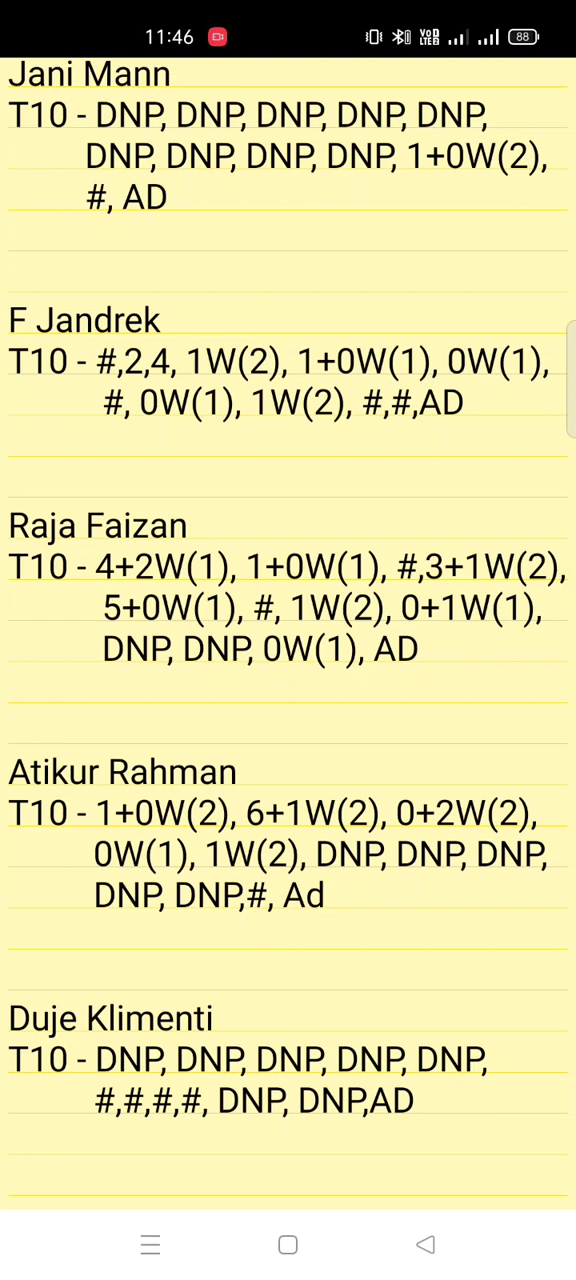 11:46 VoD LTE2 88
Jani Mann
T10 - DNP, DNP, DNP, DNP, DNP,
DNP, DNP, DNP, DNP, 1+0W(2),
#, AD
F Jandrek
T10 - #,2,4, 1W(2), 1+0W(1), 0W(1),
#, 0W(1), 1W(2), #,#,AD
Raja Faizan
T10 - 4+2W(1), 1+0W(1), #,3+1W(2),
5+0W(1), #, 1W(2), 0+1W(1),
DNP, DNP, 0W(1), AD
Atikur Rahman
T10 - 1+0W(2), 6+1W(2), 0+2W(2),
0W(1), 1W(2), DNP, DNP, DNP,
DNP, DNP,#, Ad
Duje Klimenti
T10 - DNP, DNP, DNP, DNP, DNP,
#,#,#,#, DNP, DNP,AD